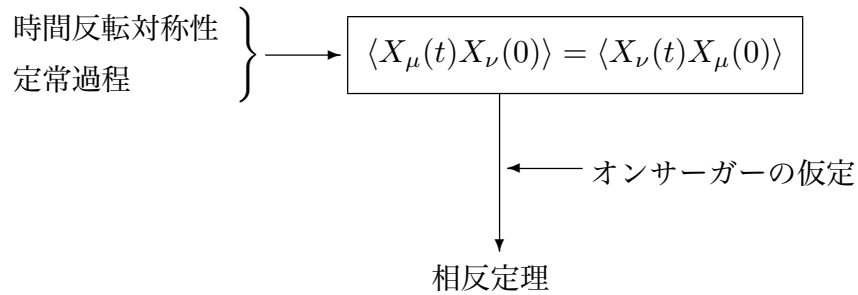 時間反転対称性
定常過程
⟨X_μ(t)X_ν(0)⟩ = ⟨X_ν(t)X_μ(0)⟩
オンサーガーの仮定
相反定理